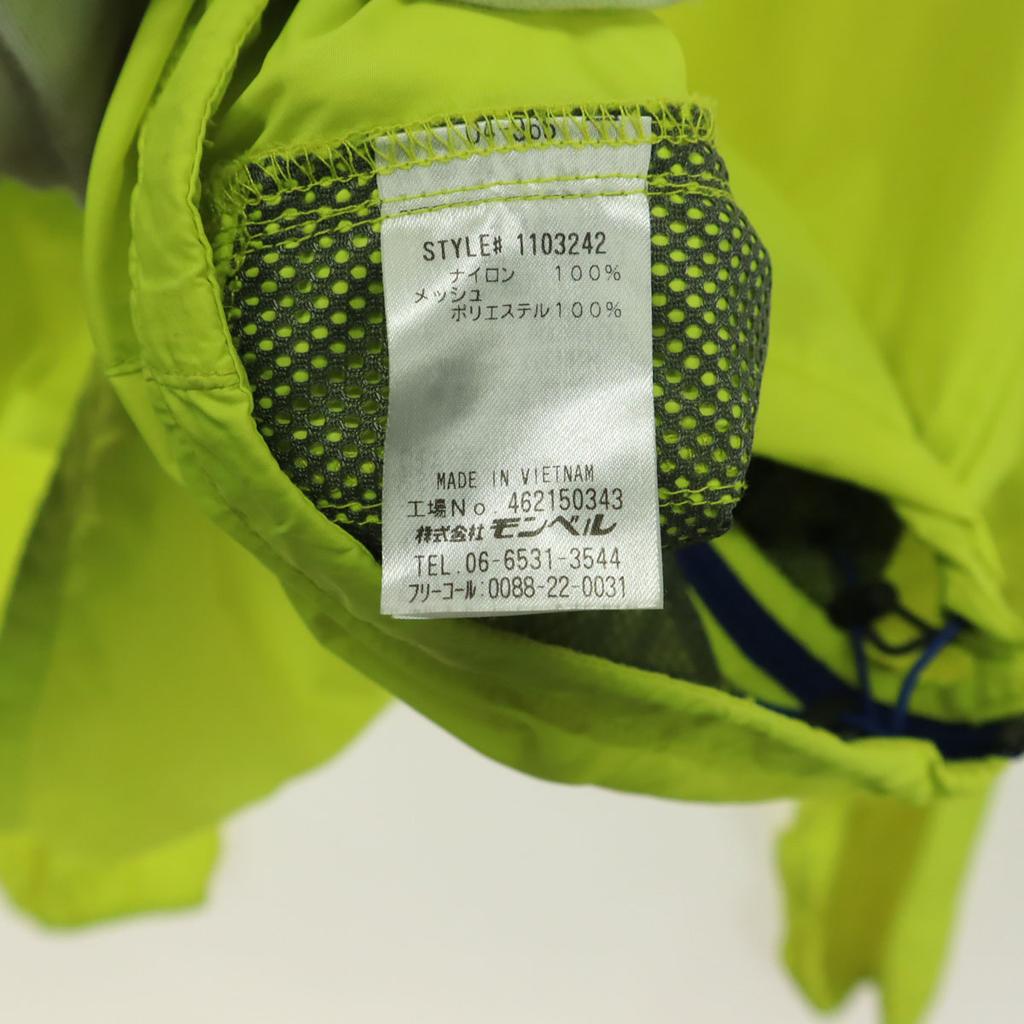 STYLE# 1103242
ナイロン 100%
メッシュ
ポリエステル100%
MADE IN VIETNAM
工場No. 462150343
株式会社モンベル
TEL.06-6531-3544
フリーコール:0088-22-0031